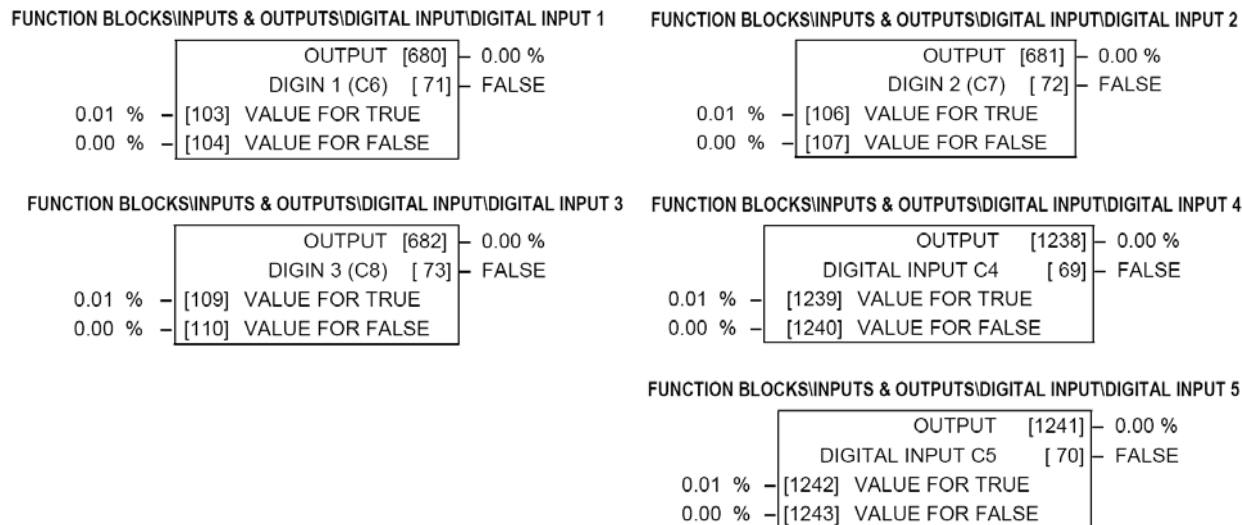 FUNCTION BLOCKS\INPUTS & OUTPUTS\DIGITAL INPUT\DIGITAL INPUT 1
OUTPUT [680] 0.00 %
DIGIN 1 (C6) [ 71] FALSE
0.01 % [103] VALUE FOR TRUE
0.00 % [104] VALUE FOR FALSE
FUNCTION BLOCKS\INPUTS & OUTPUTS\DIGITAL INPUT\DIGITAL INPUT 2
OUTPUT [681] 0.00 %
DIGIN 2 (C7) [ 72] FALSE
0.01 % [106] VALUE FOR TRUE
0.00 % [107] VALUE FOR FALSE
FUNCTION BLOCKS\INPUTS & OUTPUTS\DIGITAL INPUT\DIGITAL INPUT 3
OUTPUT [682] 0.00 %
DIGIN 3 (C8) [ 73] FALSE
0.01 % [109] VALUE FOR TRUE
0.00 % [110] VALUE FOR FALSE
FUNCTION BLOCKS\INPUTS & OUTPUTS\DIGITAL INPUT\DIGITAL INPUT 4
OUTPUT [1238] 0.00 %
DIGITAL INPUT C4 [ 69] FALSE
0.01 % [1239] VALUE FOR TRUE
0.00 % [1240] VALUE FOR FALSE
FUNCTION BLOCKS\INPUTS & OUTPUTS\DIGITAL INPUT\DIGITAL INPUT 5
OUTPUT [1241] 0.00 %
DIGITAL INPUT C5 [ 70] FALSE
0.01 % [1242] VALUE FOR TRUE
0.00 % [1243] VALUE FOR FALSE